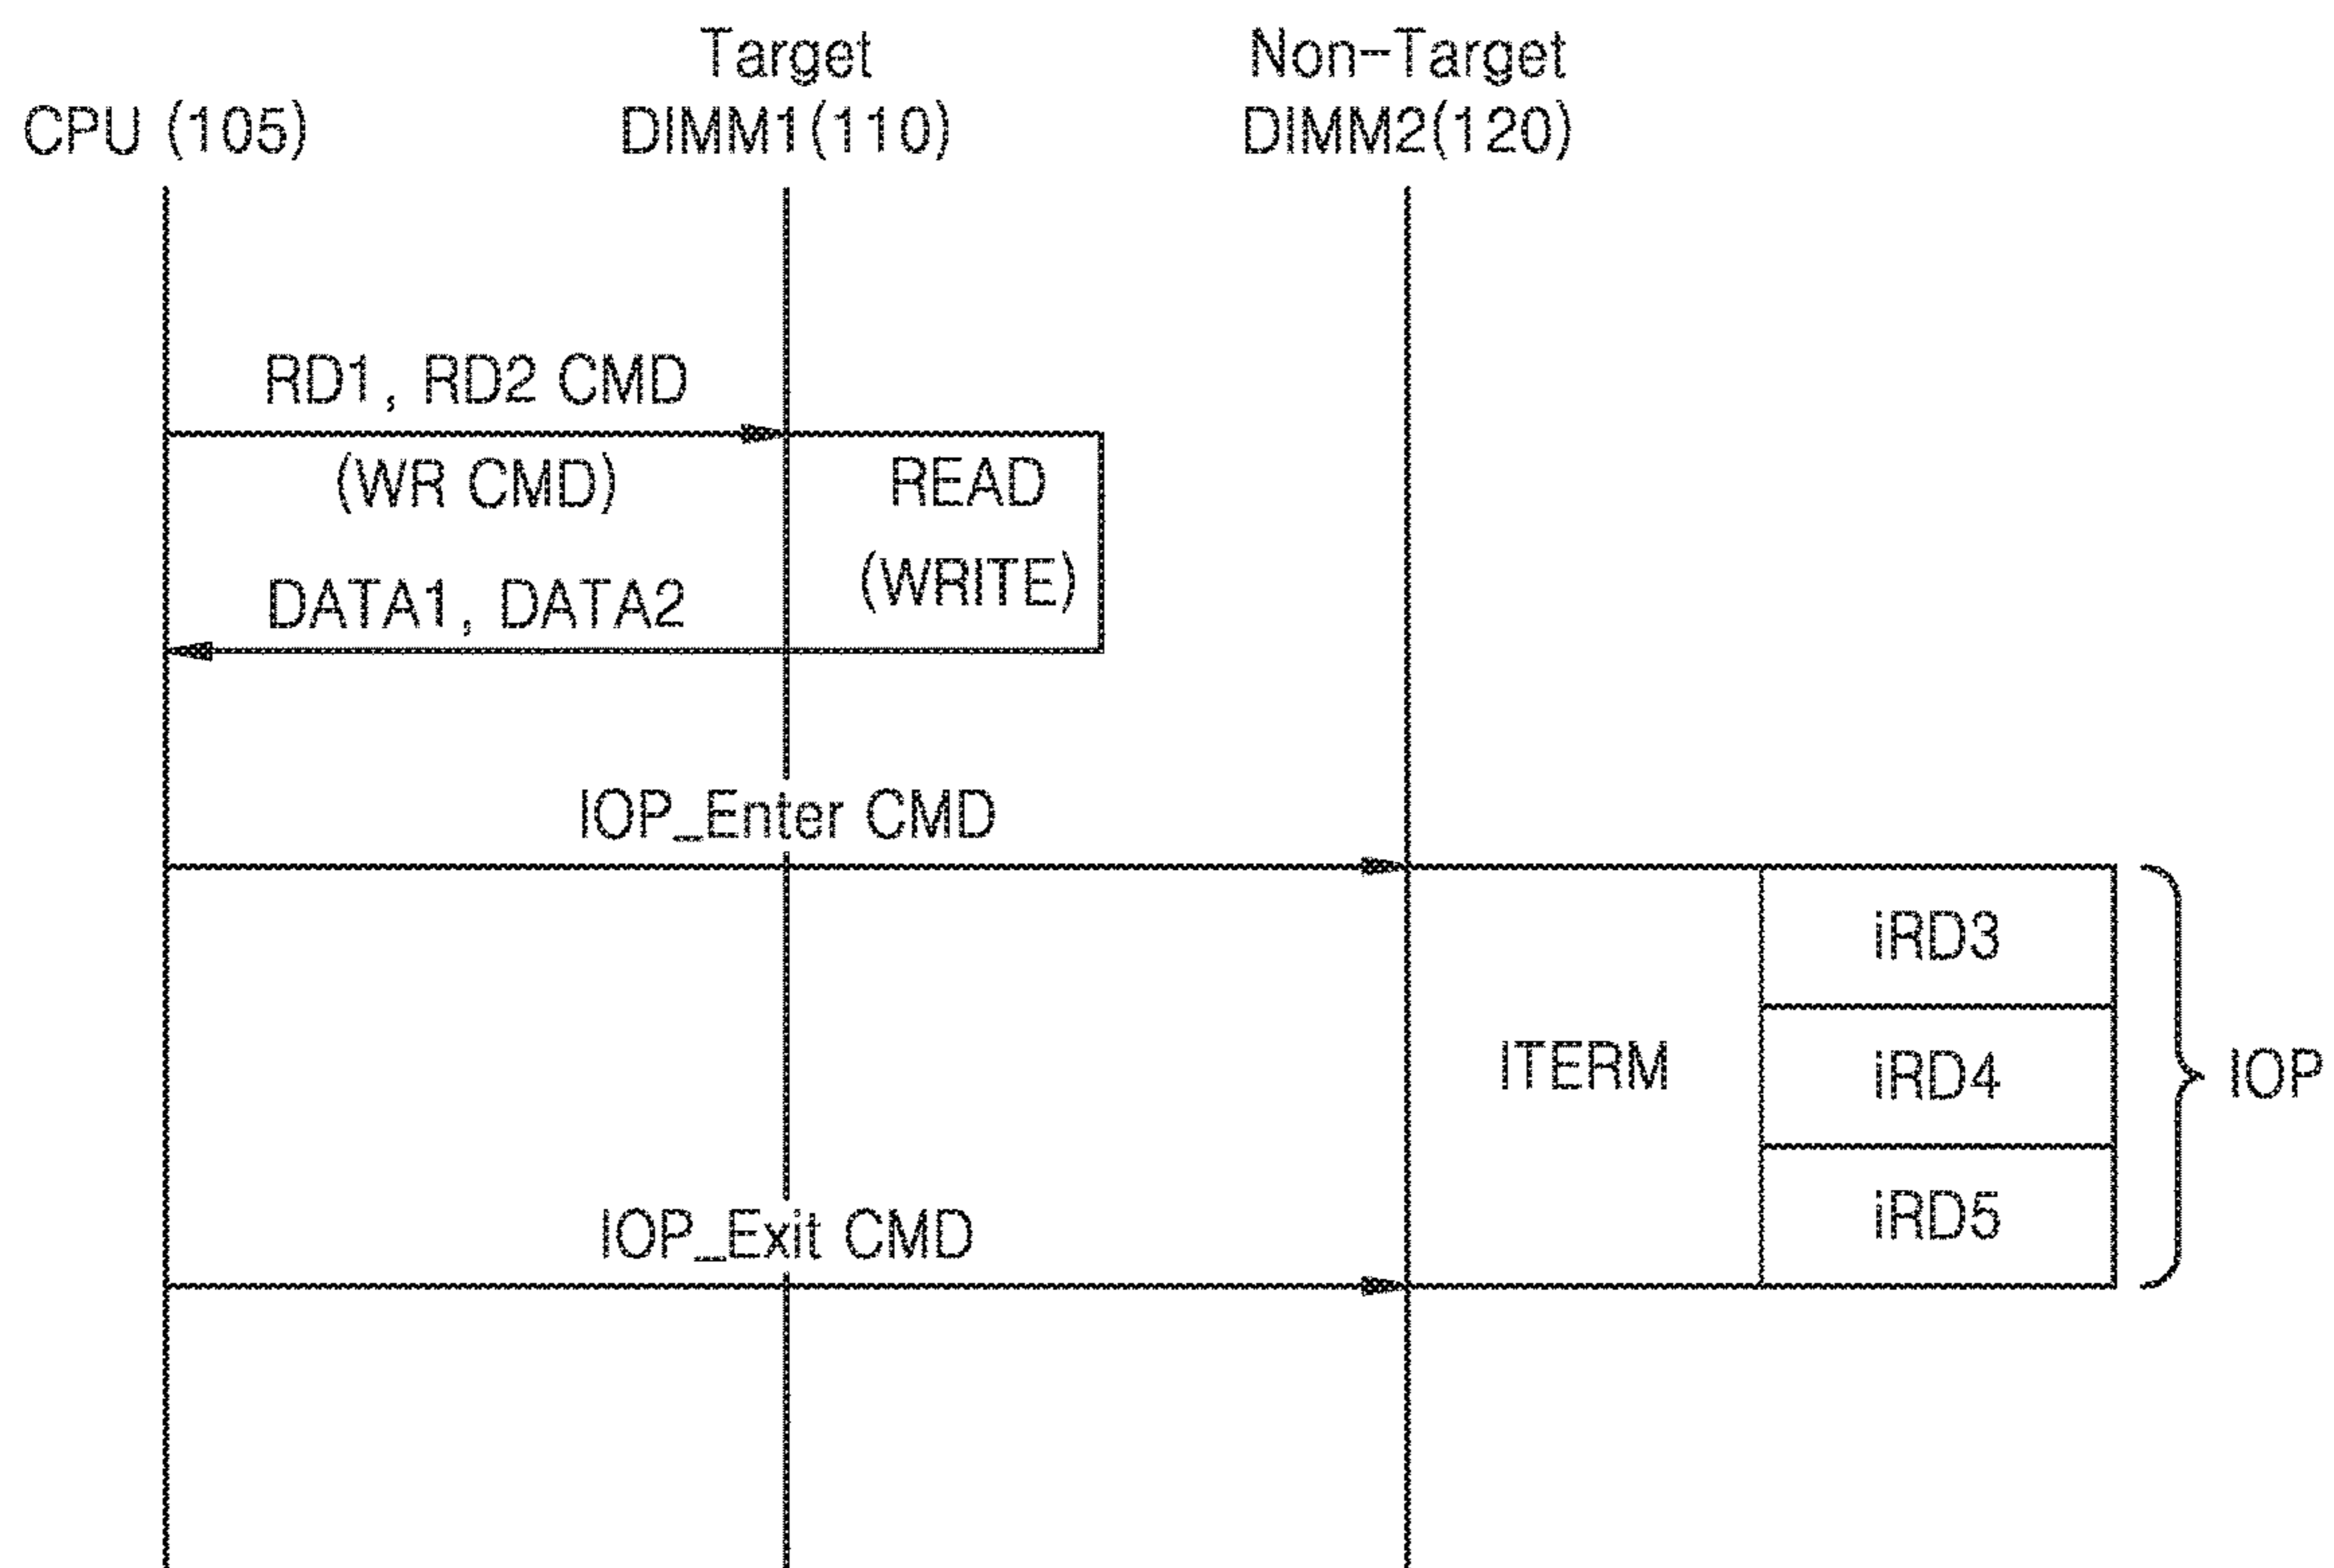 Target
Non-Target
CPU (105)
DIMM1(110)
DIMM2(120)
RD1, RD2 CMD
(WR CMD)
READ
(WRITE)
DATA1, DATA2
IOP_Enter CMD
iRD3
ITERM
iRD4
IOP
iRD5
IOP_Exit CMD